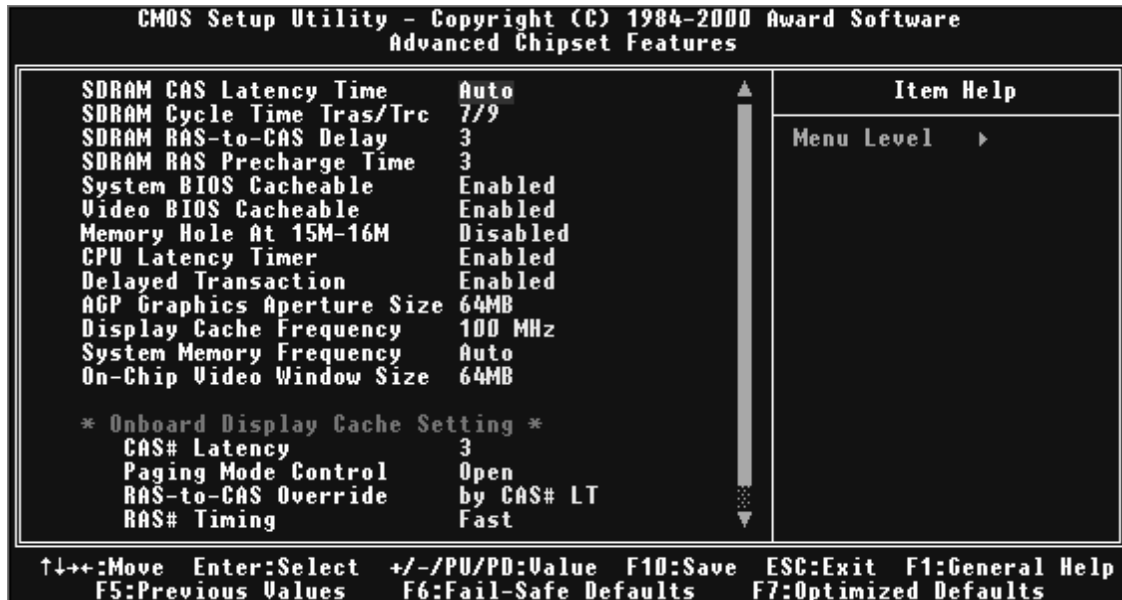 CMOS Setup Utility - Copyright (C) 1984-2000 Award Software
Advanced Chipset Features
SDRAM CAS Latency Time Auto
SDRAM Cycle Time Tras/Trc 7/9
SDRAM RAS-to-CAS Delay 3
SDRAM RAS Precharge Time 3
System BIOS Cacheable Enabled
Video BIOS Cacheable Enabled
Memory Hole At 15M-16M Disabled
CPU Latency Timer Enabled
Delayed Transaction Enabled
AGP Graphics Aperture Size 64MB
Display Cache Frequency 100 MHz
System Memory Frequency Auto
On-Chip Video Window Size 64MB
* Onboard Display Cache Setting *
CAS# Latency 3
Paging Mode Control Open
RAS-to-CAS Override by CAS# LT
RAS# Timing Fast
Item Help
Menu Level ▸
↑↓→←:Move Enter:Select +/-/PU/PD:Value F10:Save ESC:Exit F1:General Help
F5:Previous Values F6:Fail-Safe Defaults F7:Optimized Defaults